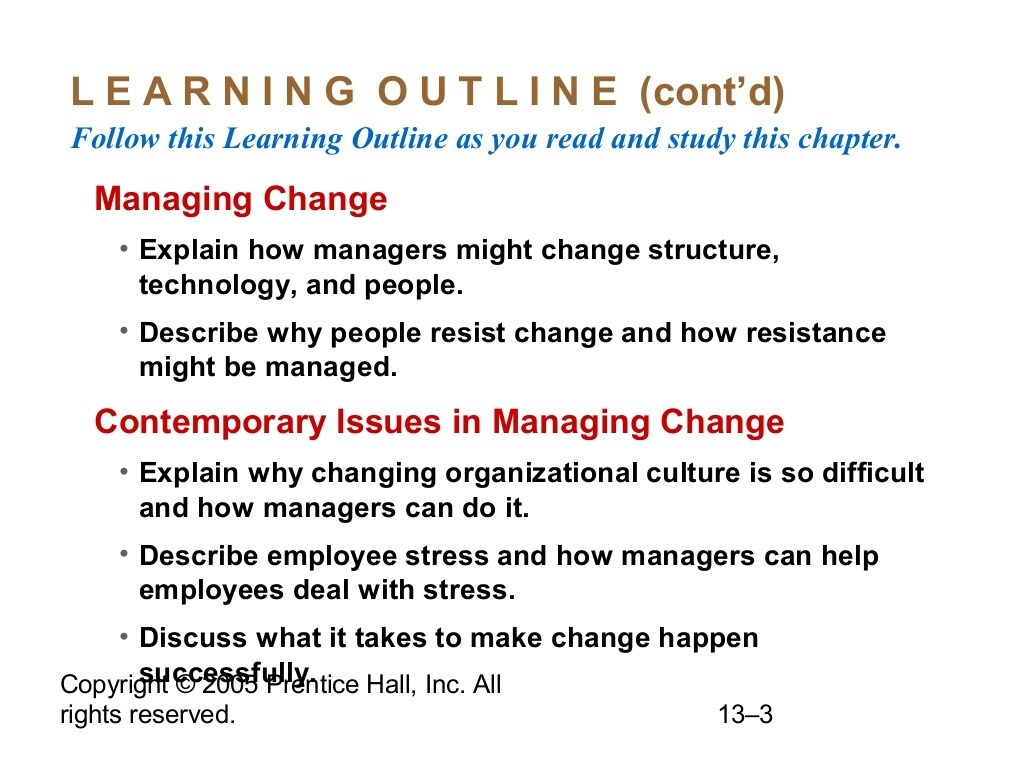 L E A R N I N G  O U T L I N E  (cont’d)
Follow this Learning Outline as you read and study this chapter.
Managing Change
• Explain how managers might change structure,
technology, and people.
• Describe why people resist change and how resistance
might be managed.
Contemporary Issues in Managing Change
• Explain why changing organizational culture is so difficult
and how managers can do it.
• Describe employee stress and how managers can help
employees deal with stress.
• Discuss what it takes to make change happen
successfully.
Copyright © 2005 Prentice Hall, Inc. All
rights reserved.
13–3